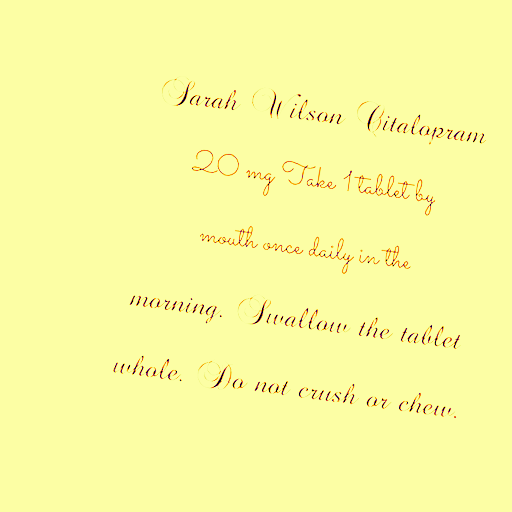 Sarah Wilson Citalopram
20 mg Take 1 tablet by
mouth once daily in the
morning. Swallow the tablet
whole. Do not crush or chew.